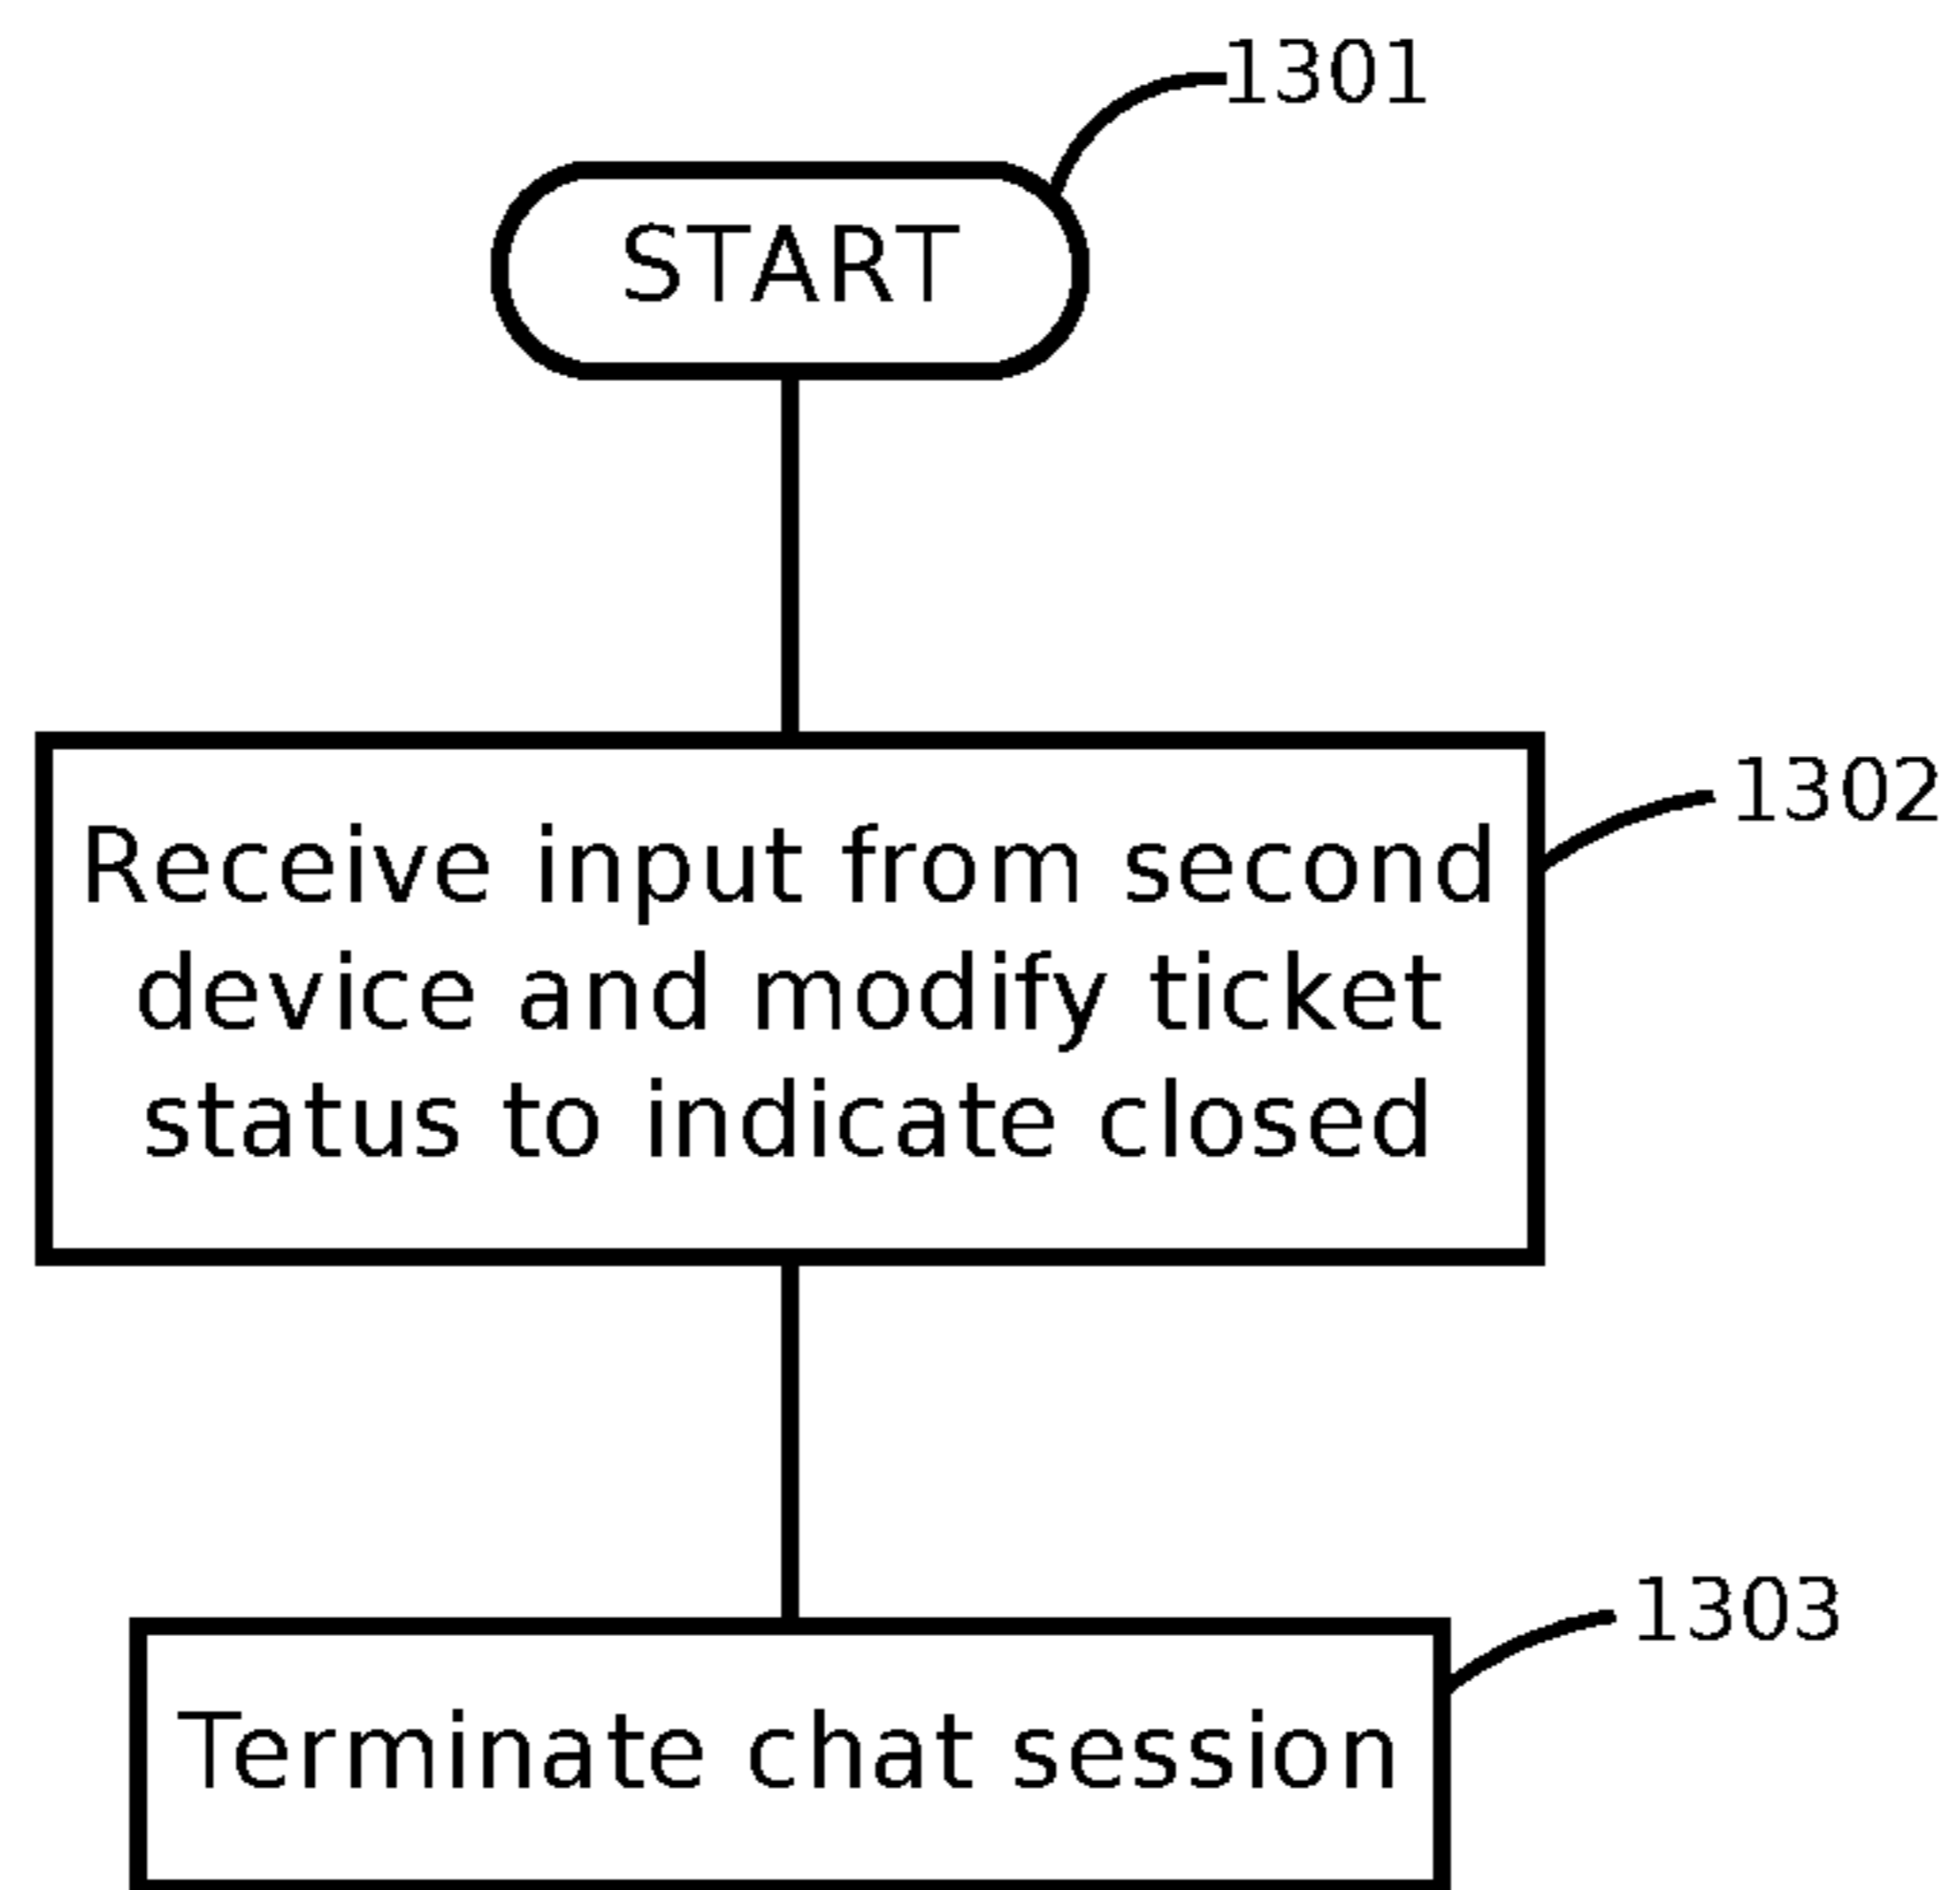 1301
START
1302
Receive input from second
device and modify ticket
status to indicate closed
1303
Terminate chat session